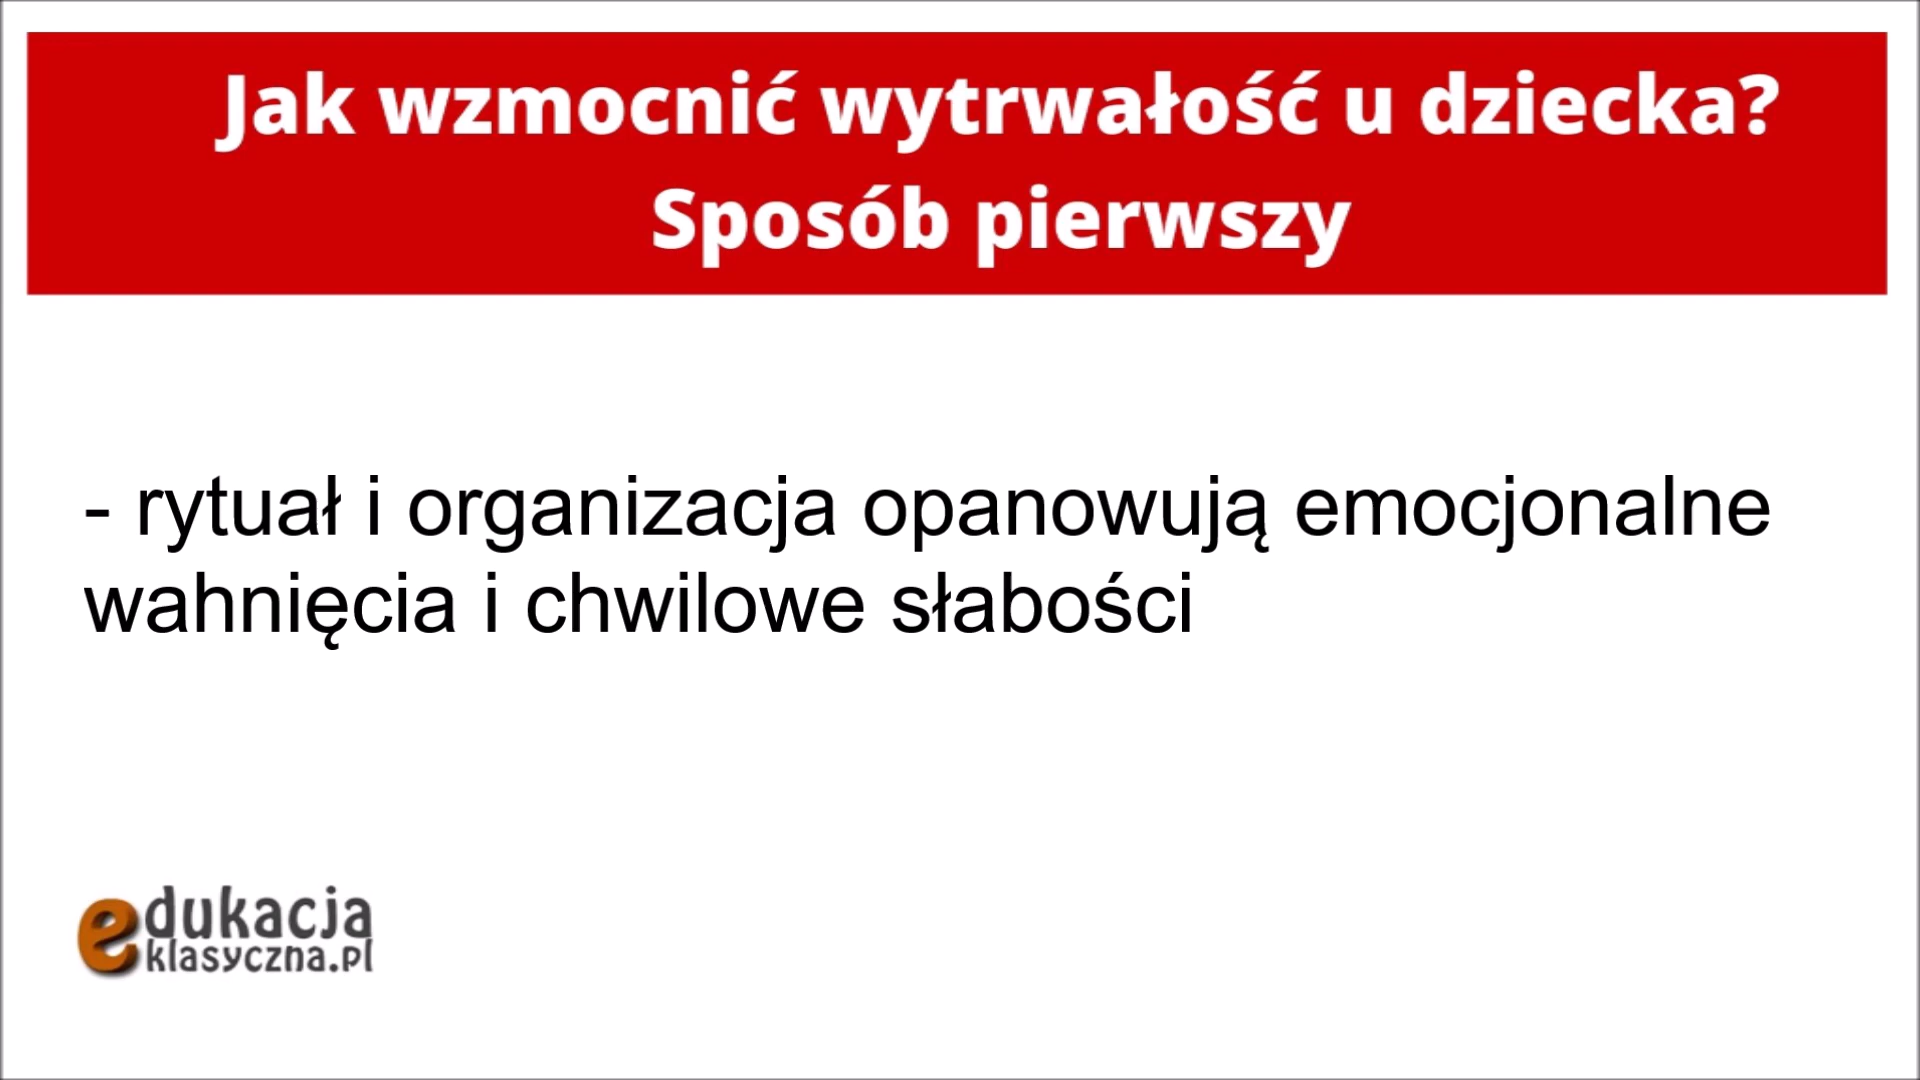 Jak wzmocnić wytrwałość u dziecka?
Sposób pierwszy
- rytuał i organizacja opanowują emocjonalne
wahnięcia i chwilowe słabości
edukacja
klasyczna.pl